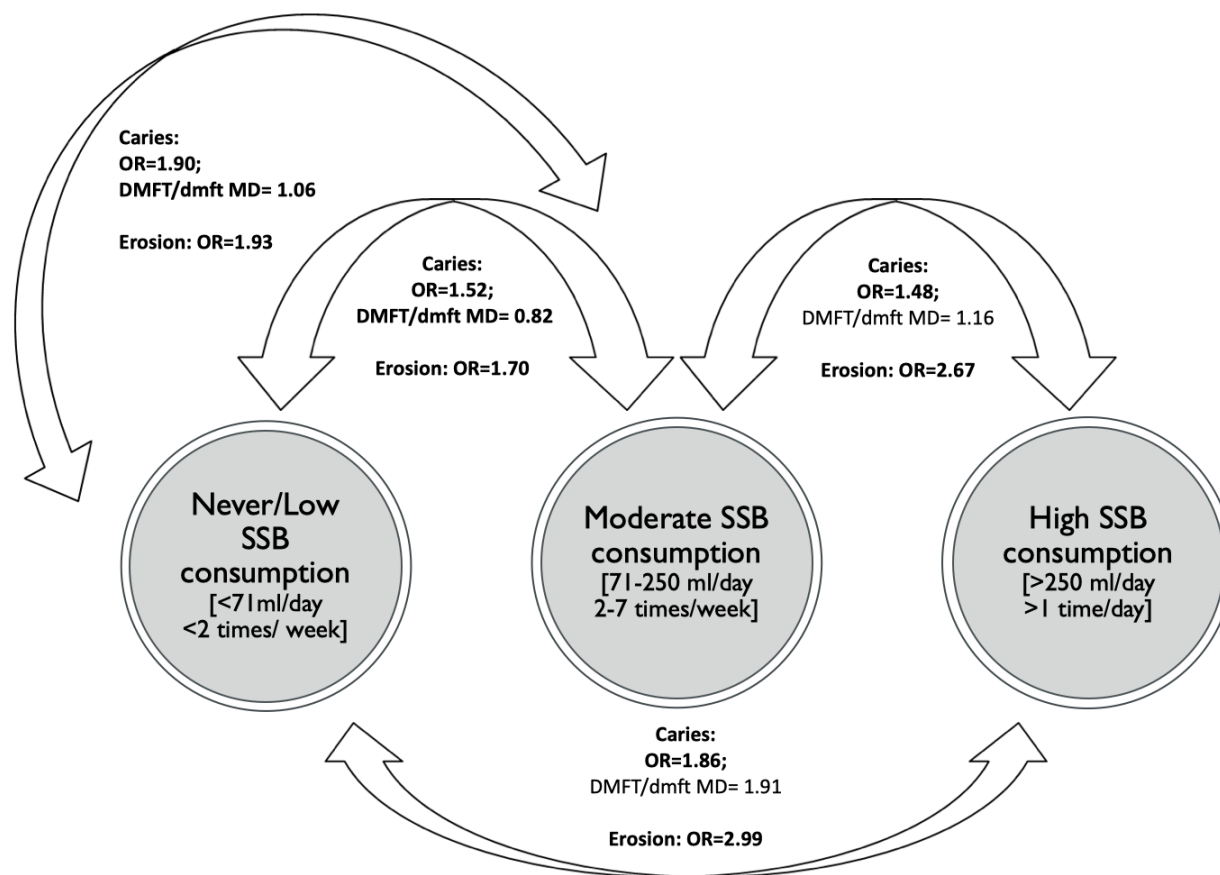 Caries:
OR=1.90;
DMFT/dmft MD= 1.06
Erosion: OR=1.93
Caries:
OR=1.52;
DMFT/dmft MD= 0.82
Erosion: OR=1.70
Caries:
OR=1.48;
DMFT/dmft MD= 1.16
Erosion: OR=2.67
Never/Low
SSB
consumption
[<71ml/day
<2 times/ week]
Moderate SSB
consumption
[71-250 ml/day
2-7 times/week]
High SSB
consumption
[>250 ml/day
>1 time/day]
Caries:
OR=1.86;
DMFT/dmft MD= 1.91
Erosion: OR=2.99